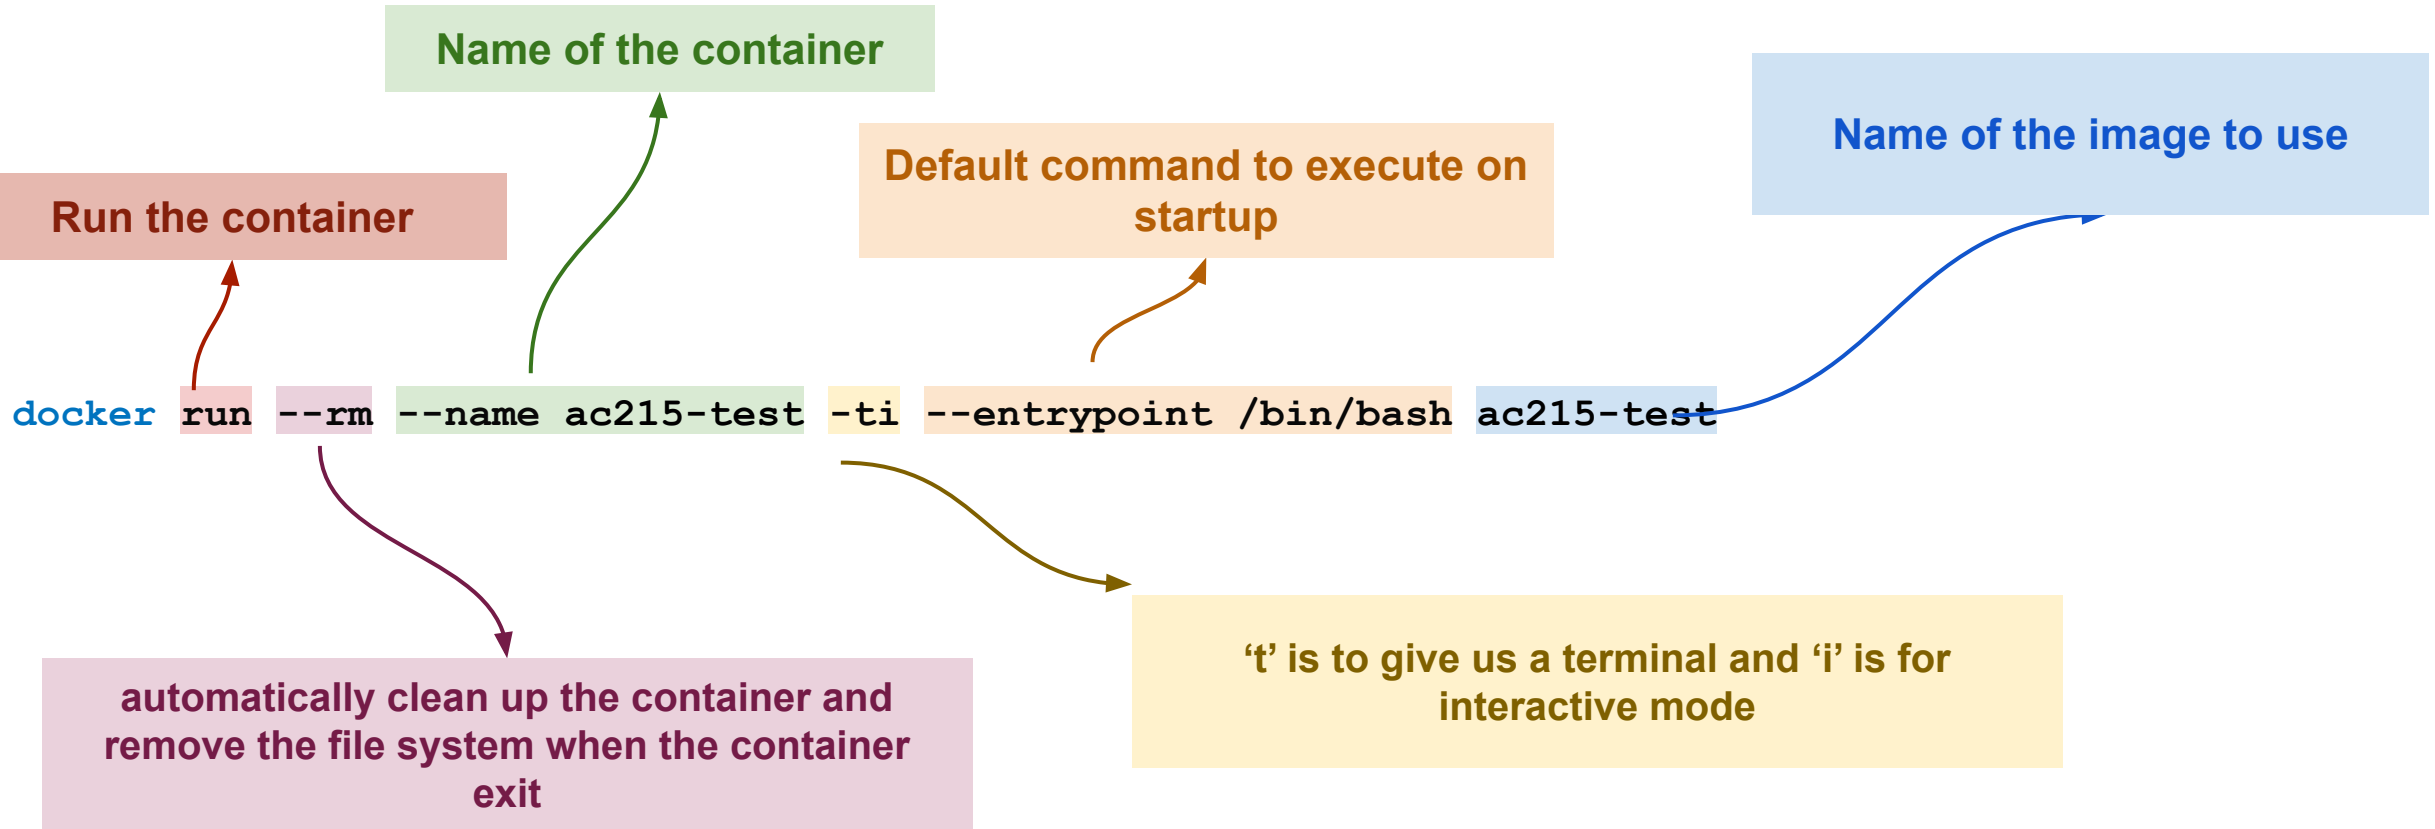 Name of the container
Name of the image to use
Default command to execute on
startup
Run the container
docker run --rm --name ac215-test -ti --entrypoint /bin/bash ac215-test
‘t’ is to give us a terminal and ‘i’ is for
interactive mode
automatically clean up the container and
remove the file system when the container
exit